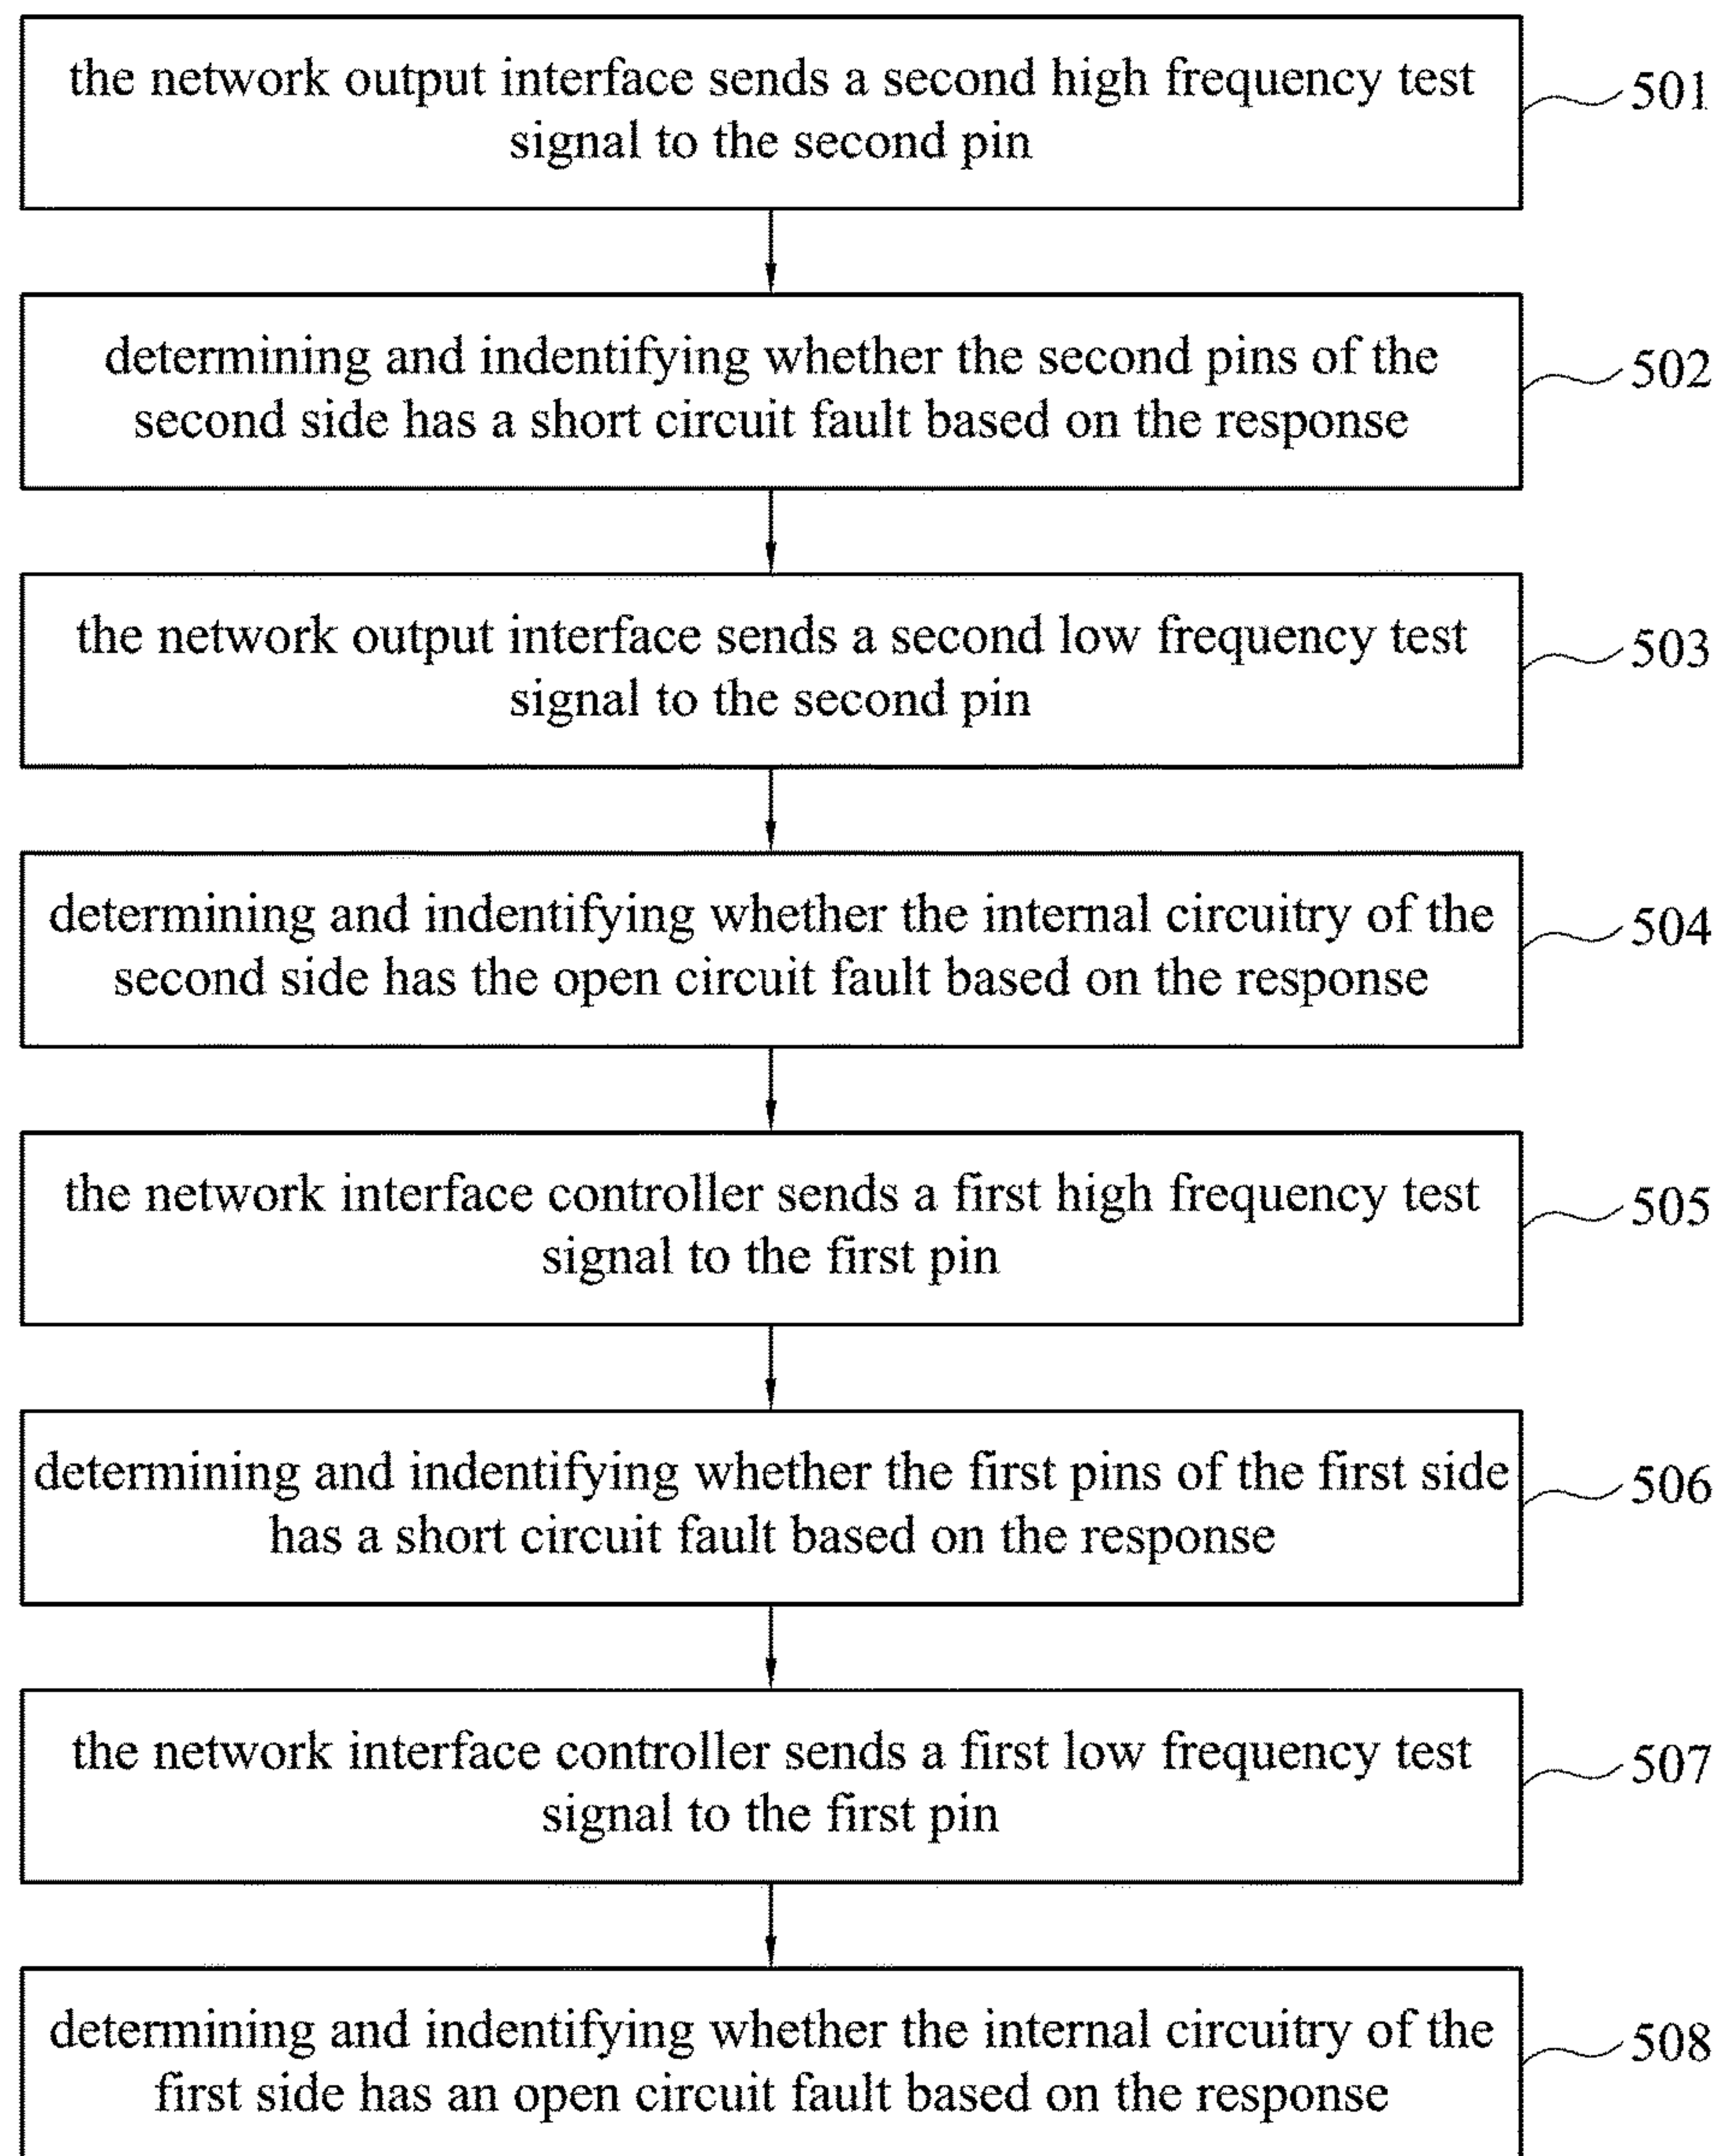 the network output interface sends a second high frequency test
signal to the second pin
501
determining and indentifying whether the second pins of the
second side has a short circuit fault based on the response
502
the network output interface sends a second low frequency test
signal to the second pin
503
determining and indentifying whether the internal circuitry of the
second side has the open circuit fault based on the response
504
the network interface controller sends a first high frequency test
signal to the first pin
505
determining and indentifying whether the first pins of the first side
has a short circuit fault based on the response
506
the network interface controller sends a first low frequency test
signal to the first pin
507
determining and indentifying whether the internal circuitry of the
first side has an open circuit fault based on the response
508